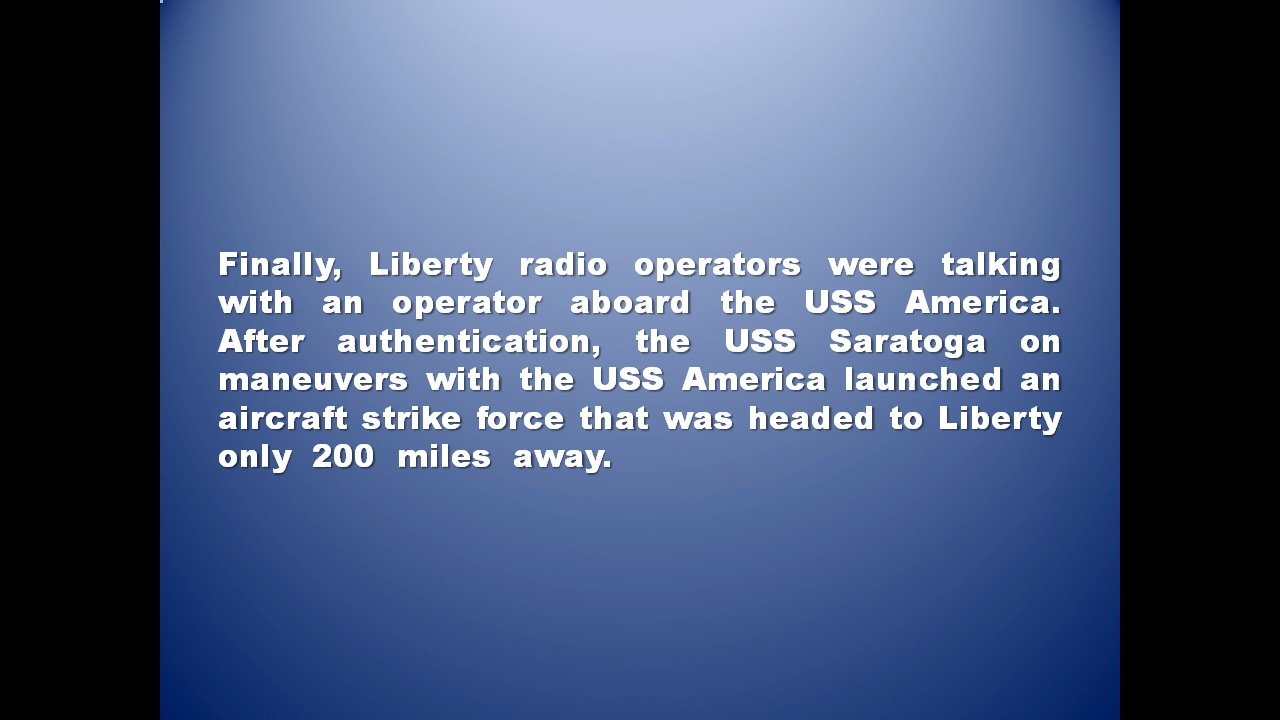 Finally, Liberty radio operators were talking
with an operator aboard the USS America.
After authentication, the USS Saratoga on
maneuvers with the USS America launched an
aircraft strike force that was headed to Liberty
only 200 miles away.